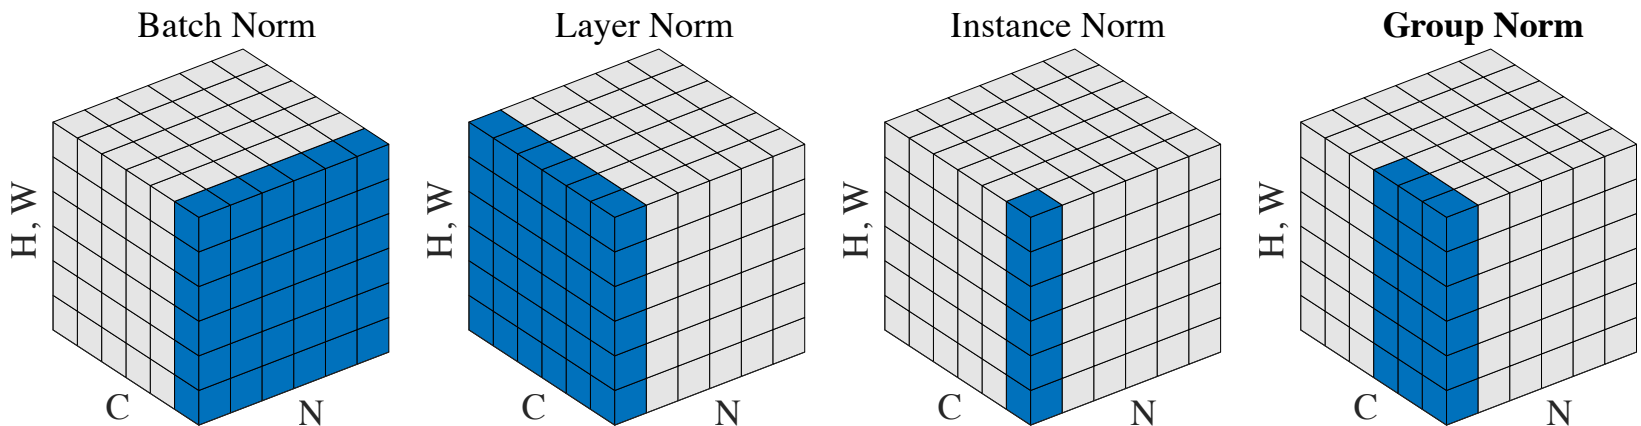 Batch Norm
Layer Norm
Instance Norm
Group Norm
H, W
C
N
H, W
C
N
H, W
C
N
H, W
C
N